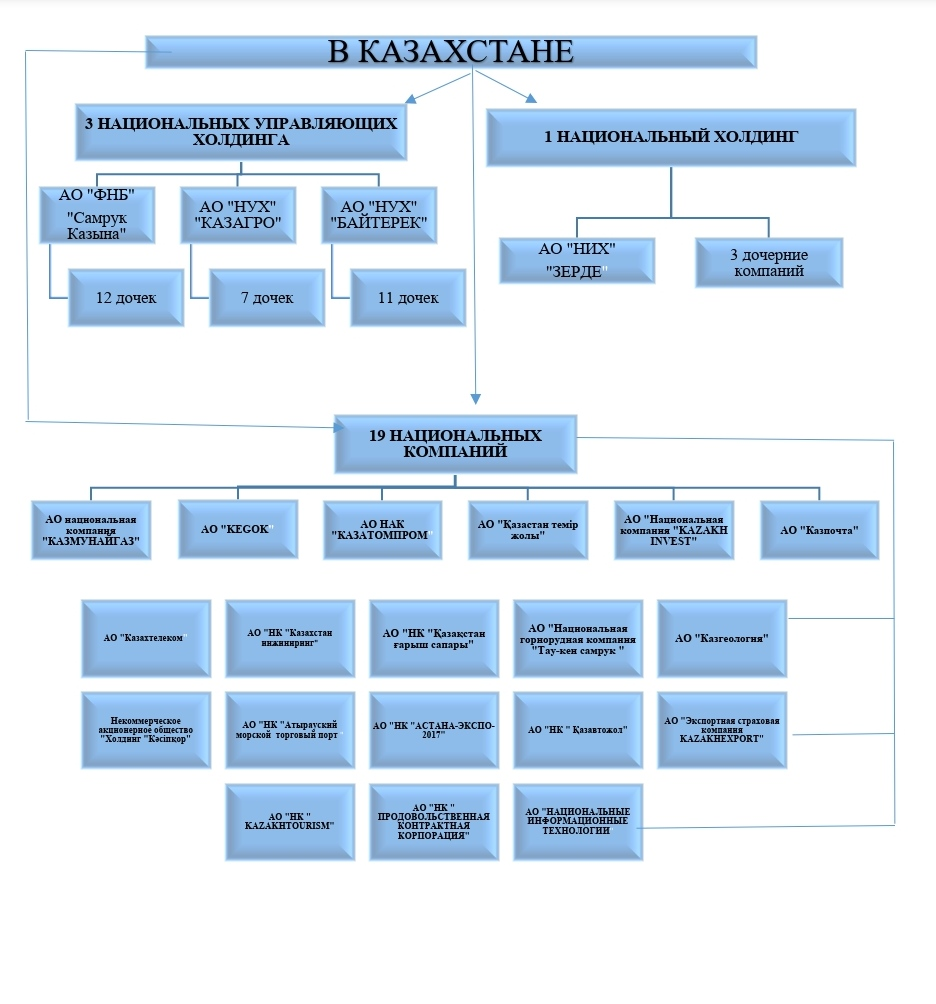 В КАЗАХСТАНЕ
3 НАЦИОНАЛЬНЫХ УПРАВЛЯЮЩИХ
ХОЛДИНГА
1 НАЦИОНАЛЬНЫЙ ХОЛДИНГ
АО "ФНБ"
"Самрук
Казына"
АО "НУХ"
"КАЗАГРО"
АО "НУХ"
"БАЙТЕРЕК"
12 дочек
7 дочек
11 дочек
АО "НИХ"
"ЗЕРДЕ"
3 дочерние
компаний
19 НАЦИОНАЛЬНЫХ
КОМПАНИЙ
АО национальная
компания
"КАЗМУНАЙГАЗ"
АО "KEGOK"
АО НАК
"КАЗАТОМПРОМ"
АО "Қазастан темір
жолы"
АО "Национальная
компания "KAZAKH
INVEST"
АО "Казпочта"
АО "Казахтелеком"
АО "НК "Казахстан
инжиниринг"
АО "НК "Қазақстан
ғарыш сапары"
АО "Национальная
горнорудная компания
"Тау-кен самрук "
АО "Казгеология"
Некоммерческое
акционерное общество
"Холдинг "Кәсіпқор"
АО "НК "Атырауский
морской торговый порт "
АО "НК "АСТАНА-ЭКСПО-
2017"
АО "НК " Қазавтожол"
АО "Экспортная страховая
компания
KAZAKHEXPORT"
АО "НК "
KAZAKHTOURISM"
АО "НК "
ПРОДОВОЛЬСТВЕННАЯ
КОНТРАКТНАЯ
КОРПОРАЦИЯ"
АО "НАЦИОНАЛЬНЫЕ
ИНФОРМАЦИОННЫЕ
ТЕХНОЛОГИИ"